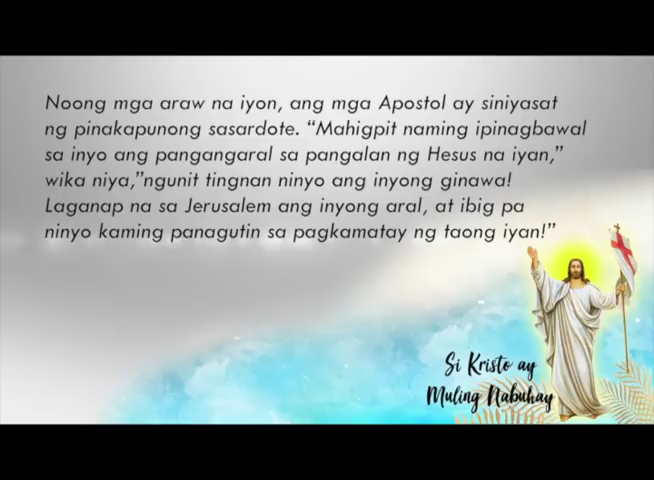 Noong mga araw na iyon, ang mga Apostol ay siniyasat
ng pinakapunong sasardote. “Mahigpit naming ipinagbawal
sa inyo ang pangangaral sa pangalan ng Hesus na iyan,”
wika niya,”ngunit tingnan ninyo ang inyong ginawa!
Laganap na sa Jerusalem ang inyong aral, at ibig pa
ninyo kaming panagutin sa pagkamatay ng taong iyan!”
Si Kristo ay
Muling Nabuhay